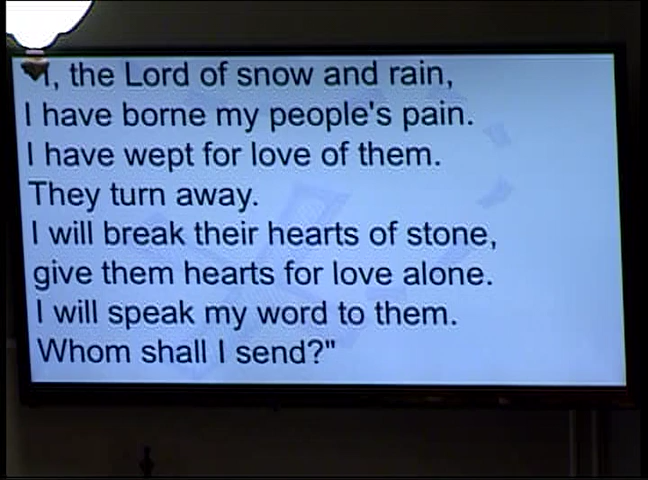 I, the Lord of snow and rain,
I have borne my people's pain.
I have wept for love of them.
They turn away.
I will break their hearts of stone,
give them hearts for love alone.
I will speak my word to them.
Whom shall I send?"